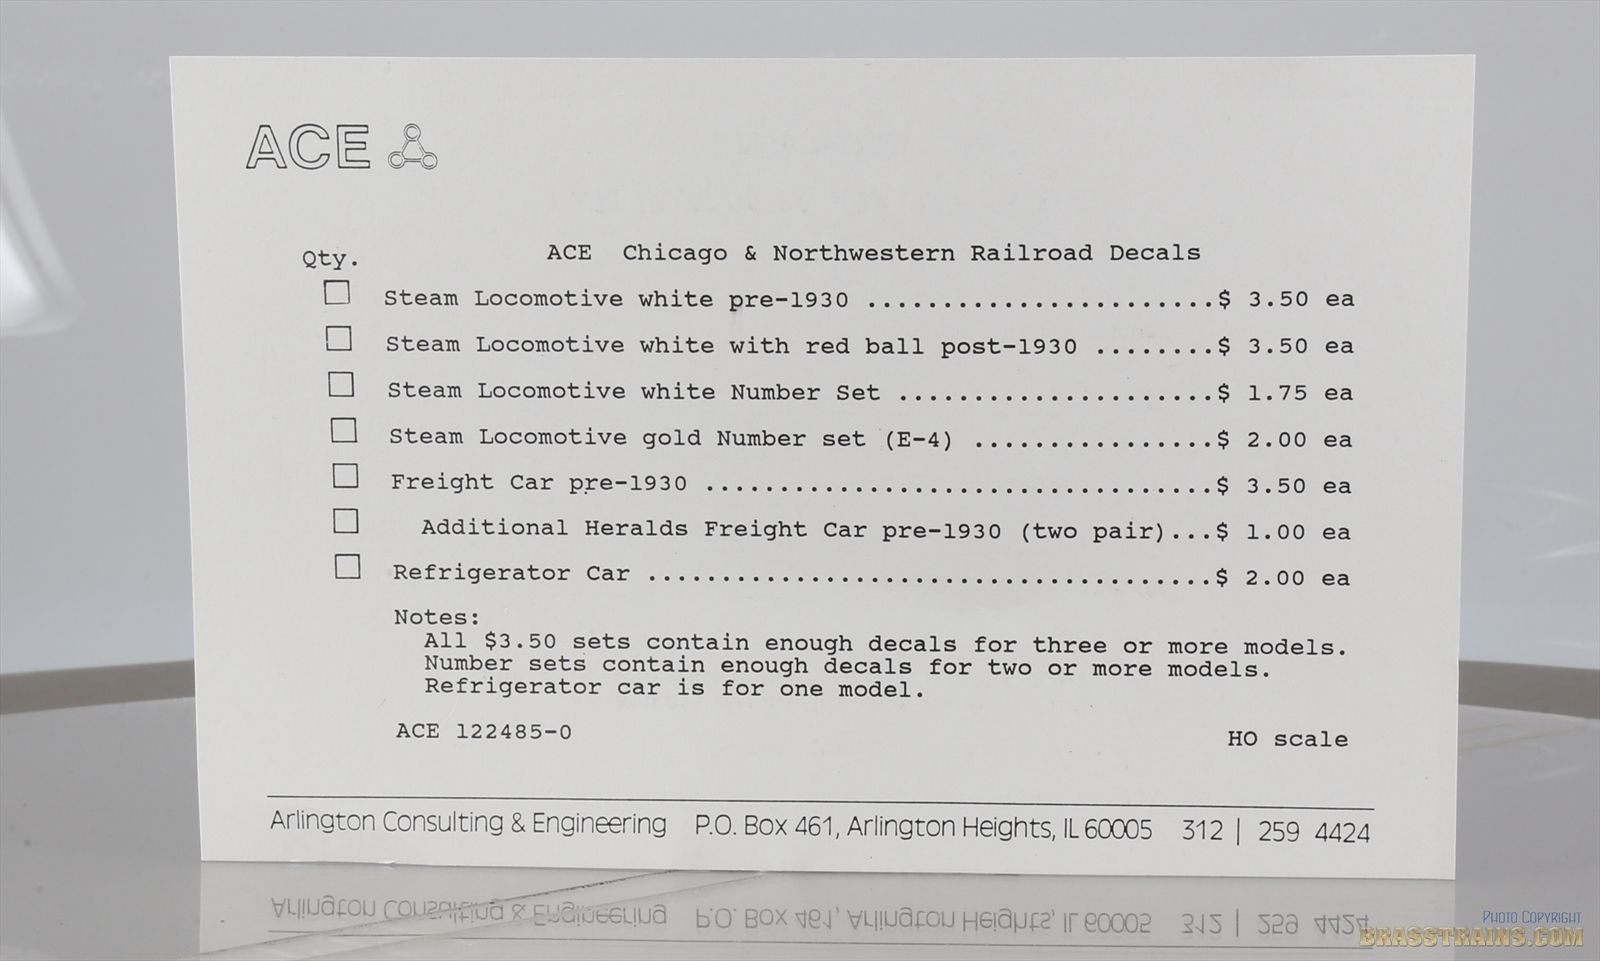 ACE
ACE Chicago & Northwestern Railroad Decals
Qty.
Steam Locomotive white pre-1930 .......................$ 3.50 ea
Steam Locomotive white with red ball post-1930 ........$ 3.50 ea
Steam Locomotive white Number Set .....................$ 1.75 ea
Steam Locomotive gold Number set (E-4) ................$ 2.00 ea
Freight Car pre-1930 ..................................$ 3.50 ea
Additional Heralds Freight Car pre-1930 (two pair)...$ 1.00 ea
Refrigerator Car ......................................$ 2.00 ea
Notes:
All $3.50 sets contain enough decals for three or more models.
Number sets contain enough decals for two or more models.
Refrigerator car is for one model.
ACE 122485-0 HO scale
Arlington Consulting & Engineering P.O. Box 461, Arlington Heights, IL 60005 312 | 259 4424
PHOTO COPYRIGHT
BRASSTRAINS.COM